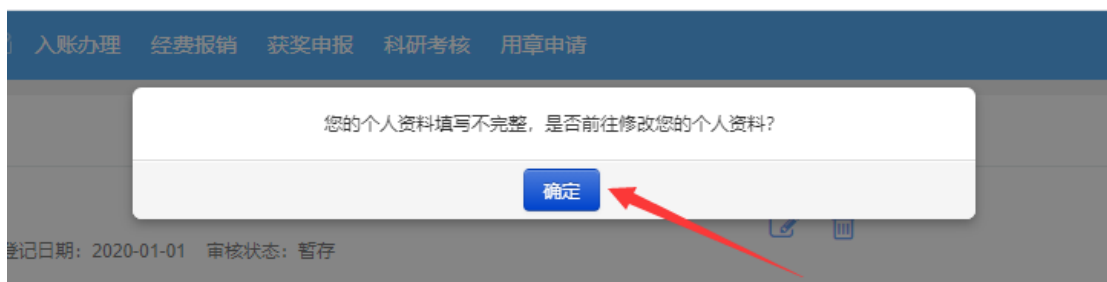 入账办理 经费报销 获奖申报 科研考核 用章申请
您的个人资料填写不完整，是否前往修改您的个人资料？
确定
登记日期：2020-01-01 审核状态：暂存